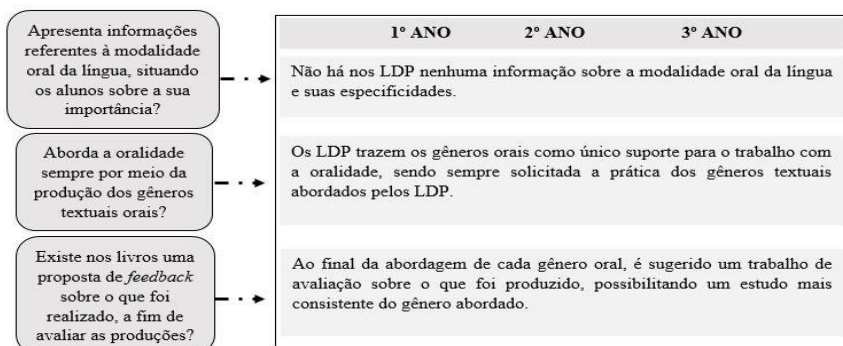 Apresenta informações
referentes à modalidade
oral da língua, situando
os alunos sobre a sua
importância?
1º ANO 2º ANO 3º ANO
Não há nos LDP nenhuma informação sobre a modalidade oral da língua
e suas especificidades.
Aborda a oralidade
sempre por meio da
produção dos gêneros
textuais orais?
Os LDP trazem os gêneros orais como único suporte para o trabalho com
a oralidade, sendo sempre solicitada a prática dos gêneros textuais
abordados pelos LDP.
Existe nos livros uma
proposta de feedback
sobre o que foi
realizado, a fim de
avaliar as produções?
Ao final da abordagem de cada gênero oral, é sugerido um trabalho de
avaliação sobre o que foi produzido, possibilitando um estudo mais
consistente do gênero abordado.